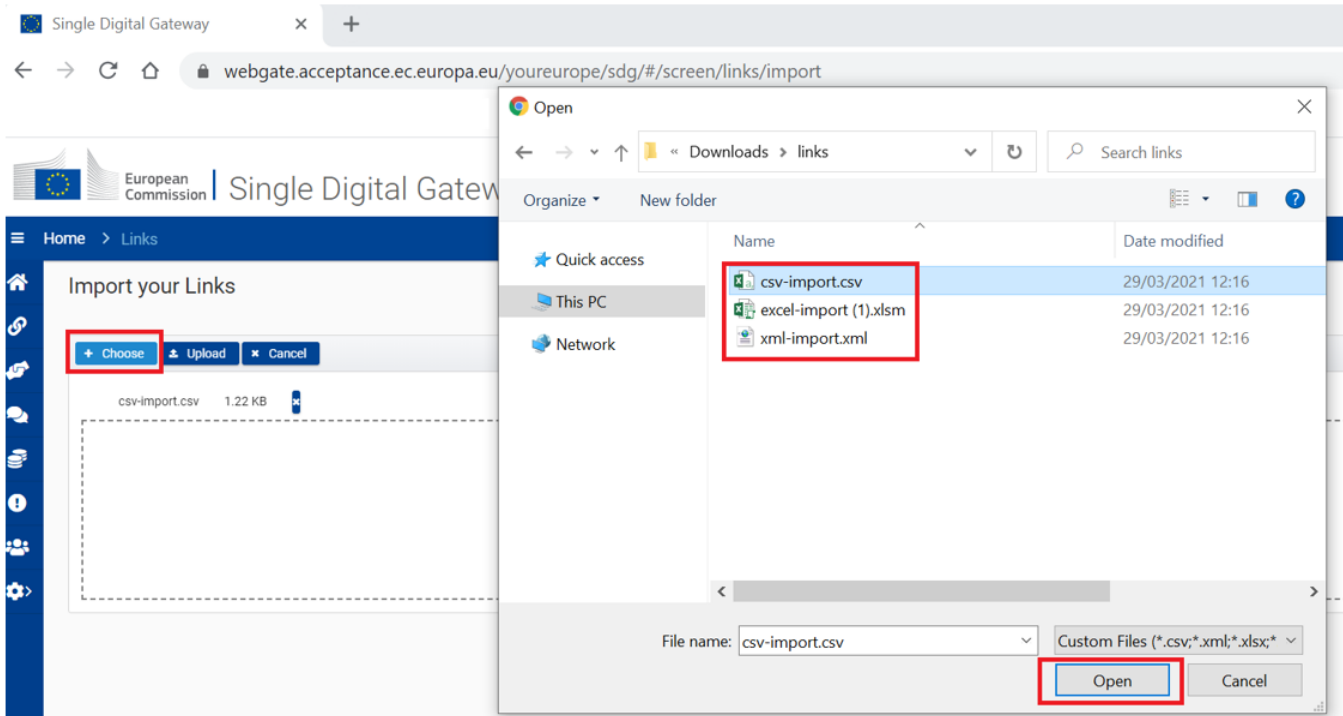 Single Digital Gateway
webgate.acceptance.ec.europa.eu/youreurope/sdg/#/screen/links/import
European
Commission
Single Digital Gatew
Home > Links
Import your Links
+ Choose
Upload
× Cancel
csv-import.csv 1.22 KB
Open
« Downloads > links
Search links
Organize
New folder
?
Quick access
This PC
Network
Name
Date modified
csv-import.csv 29/03/2021 12:16
excel-import (1).xlsm 29/03/2021 12:16
xml-import.xml 29/03/2021 12:16
File name: csv-import.csv
Custom Files (*.csv;*.xml;*.xlsx;*
Open
Cancel